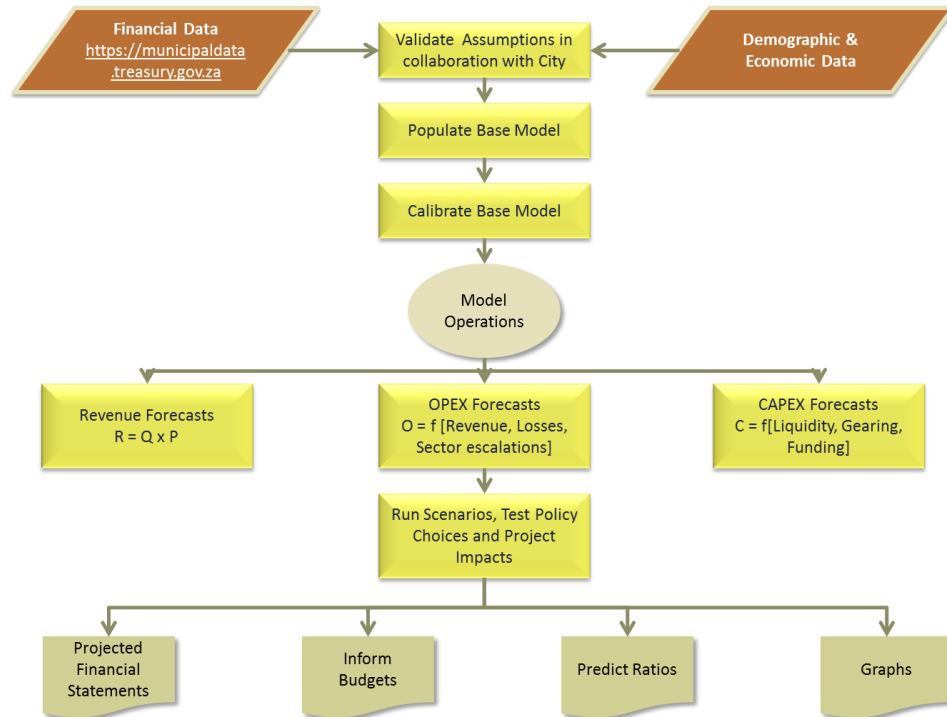 Financial Data
https://municipaldata
.treasury.gov.za
Validate Assumptions in
collaboration with City
Demographic &
Economic Data
Populate Base Model
Calibrate Base Model
Model
Operations
Revenue Forecasts
R = Q x P
OPEX Forecasts
O = f [Revenue, Losses,
Sector escalations]
CAPEX Forecasts
C = f[Liquidity, Gearing,
Funding]
Run Scenarios, Test Policy
Choices and Project
Impacts
Projected
Financial
Statements
Inform
Budgets
Predict Ratios
Graphs